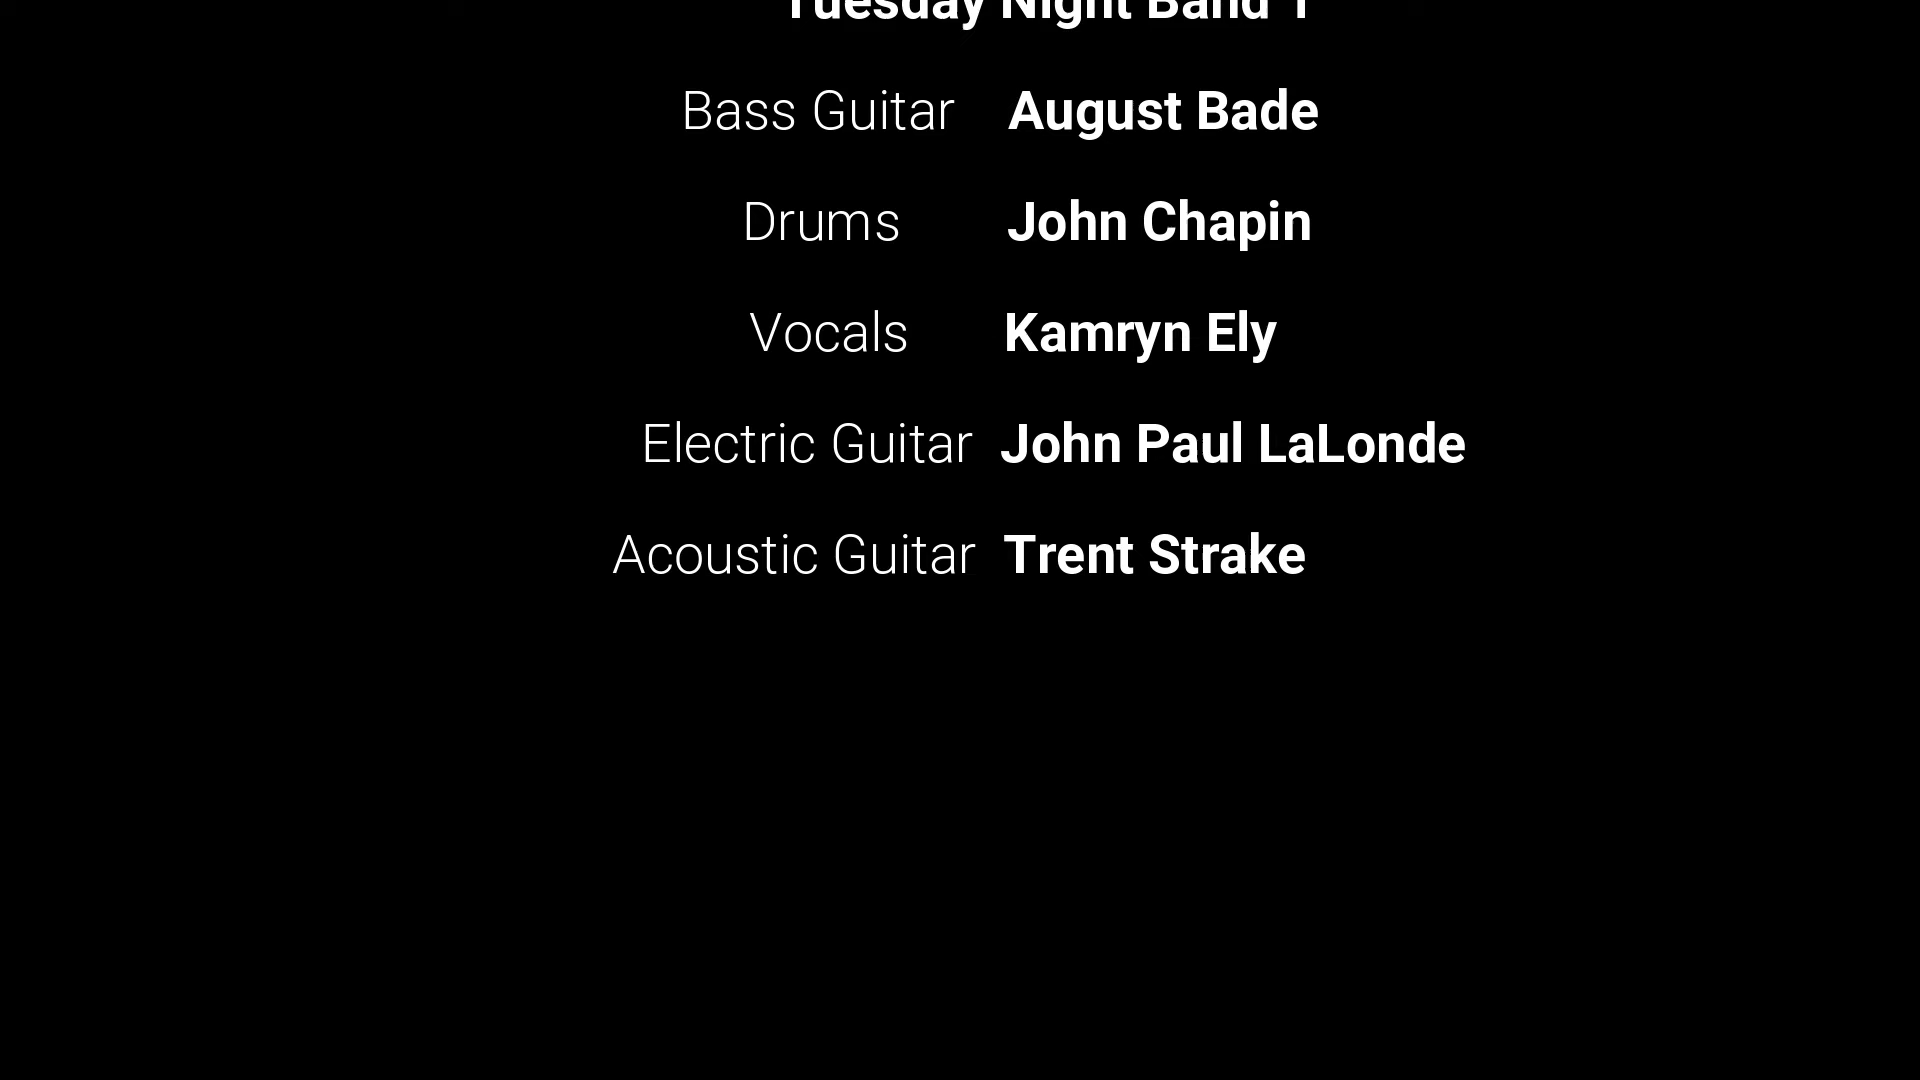 Tuesday Night Band 1
Bass Guitar August Bade
Drums John Chapin
Vocals Kamryn Ely
Electric Guitar John Paul LaLonde
Acoustic Guitar Trent Strake